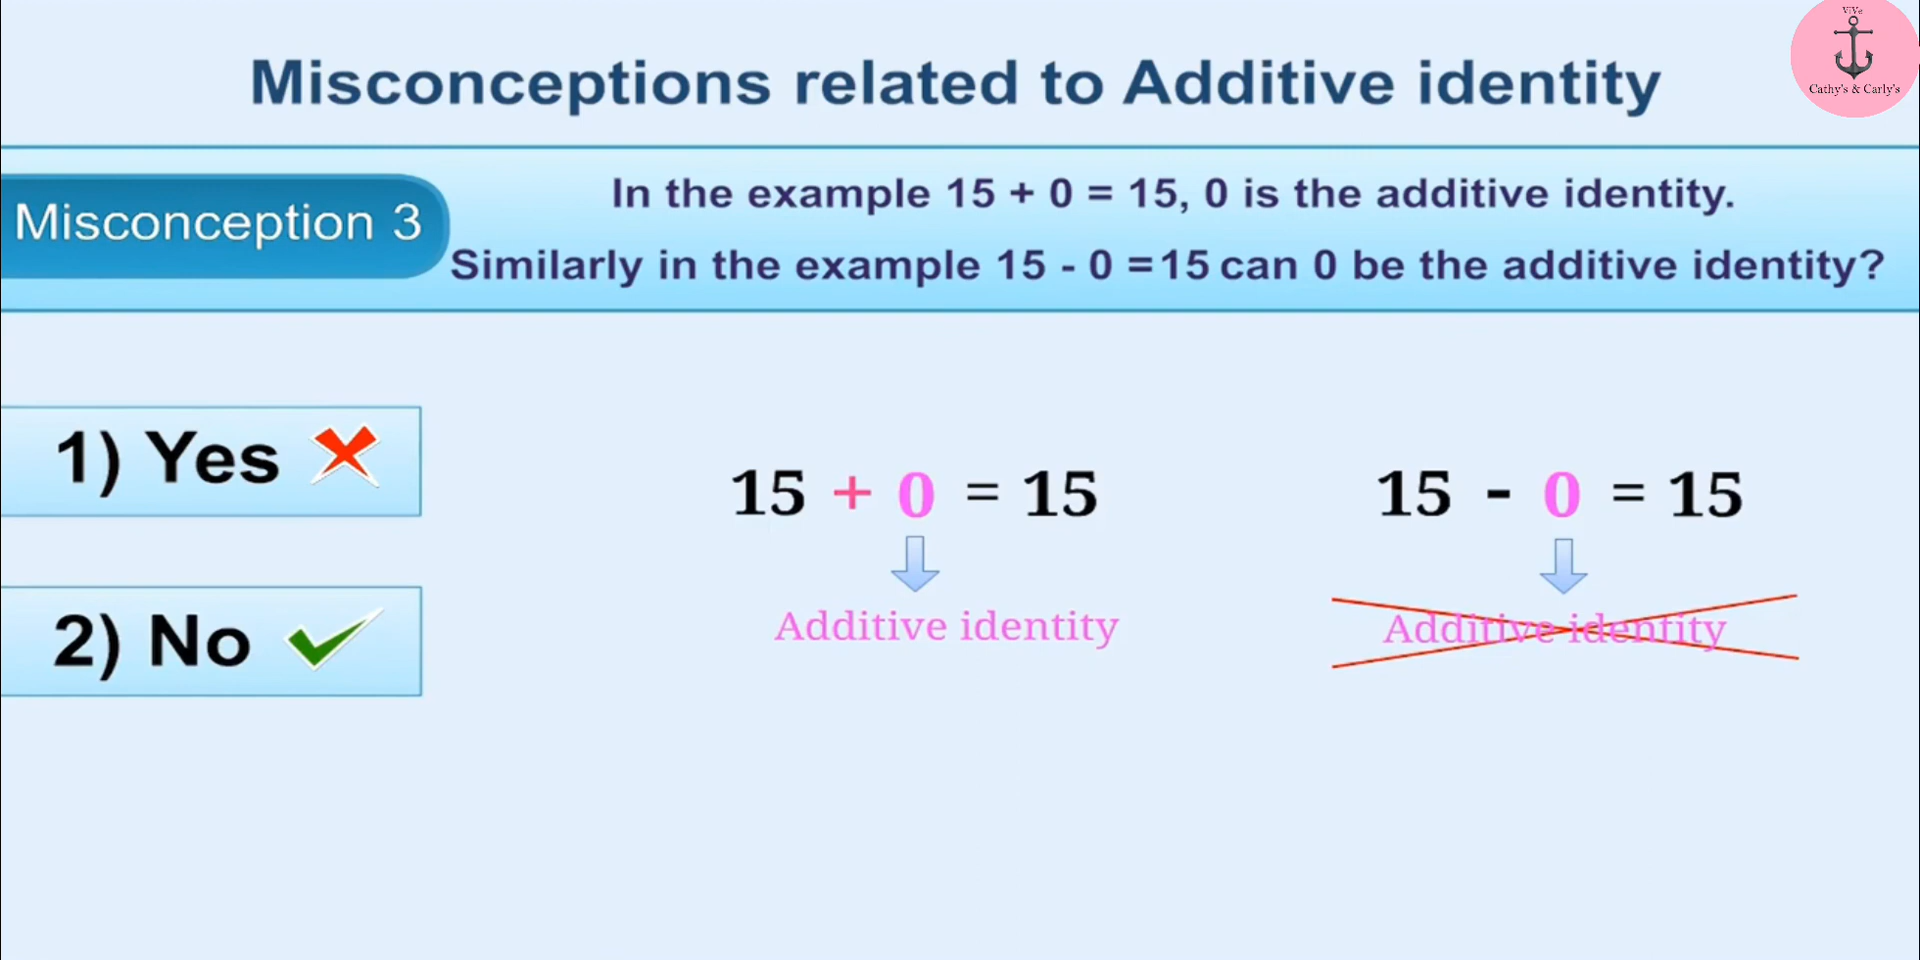 ViVe
Cathy's & Carly's
Misconceptions related to Additive identity
Misconception 3
In the example 15 + 0 = 15, 0 is the additive identity.
Similarly in the example 15 - 0 =15 can 0 be the additive identity?
1) Yes
15 + 0 = 15
15 - 0 = 15
Additive identity
Additive identity
2) No